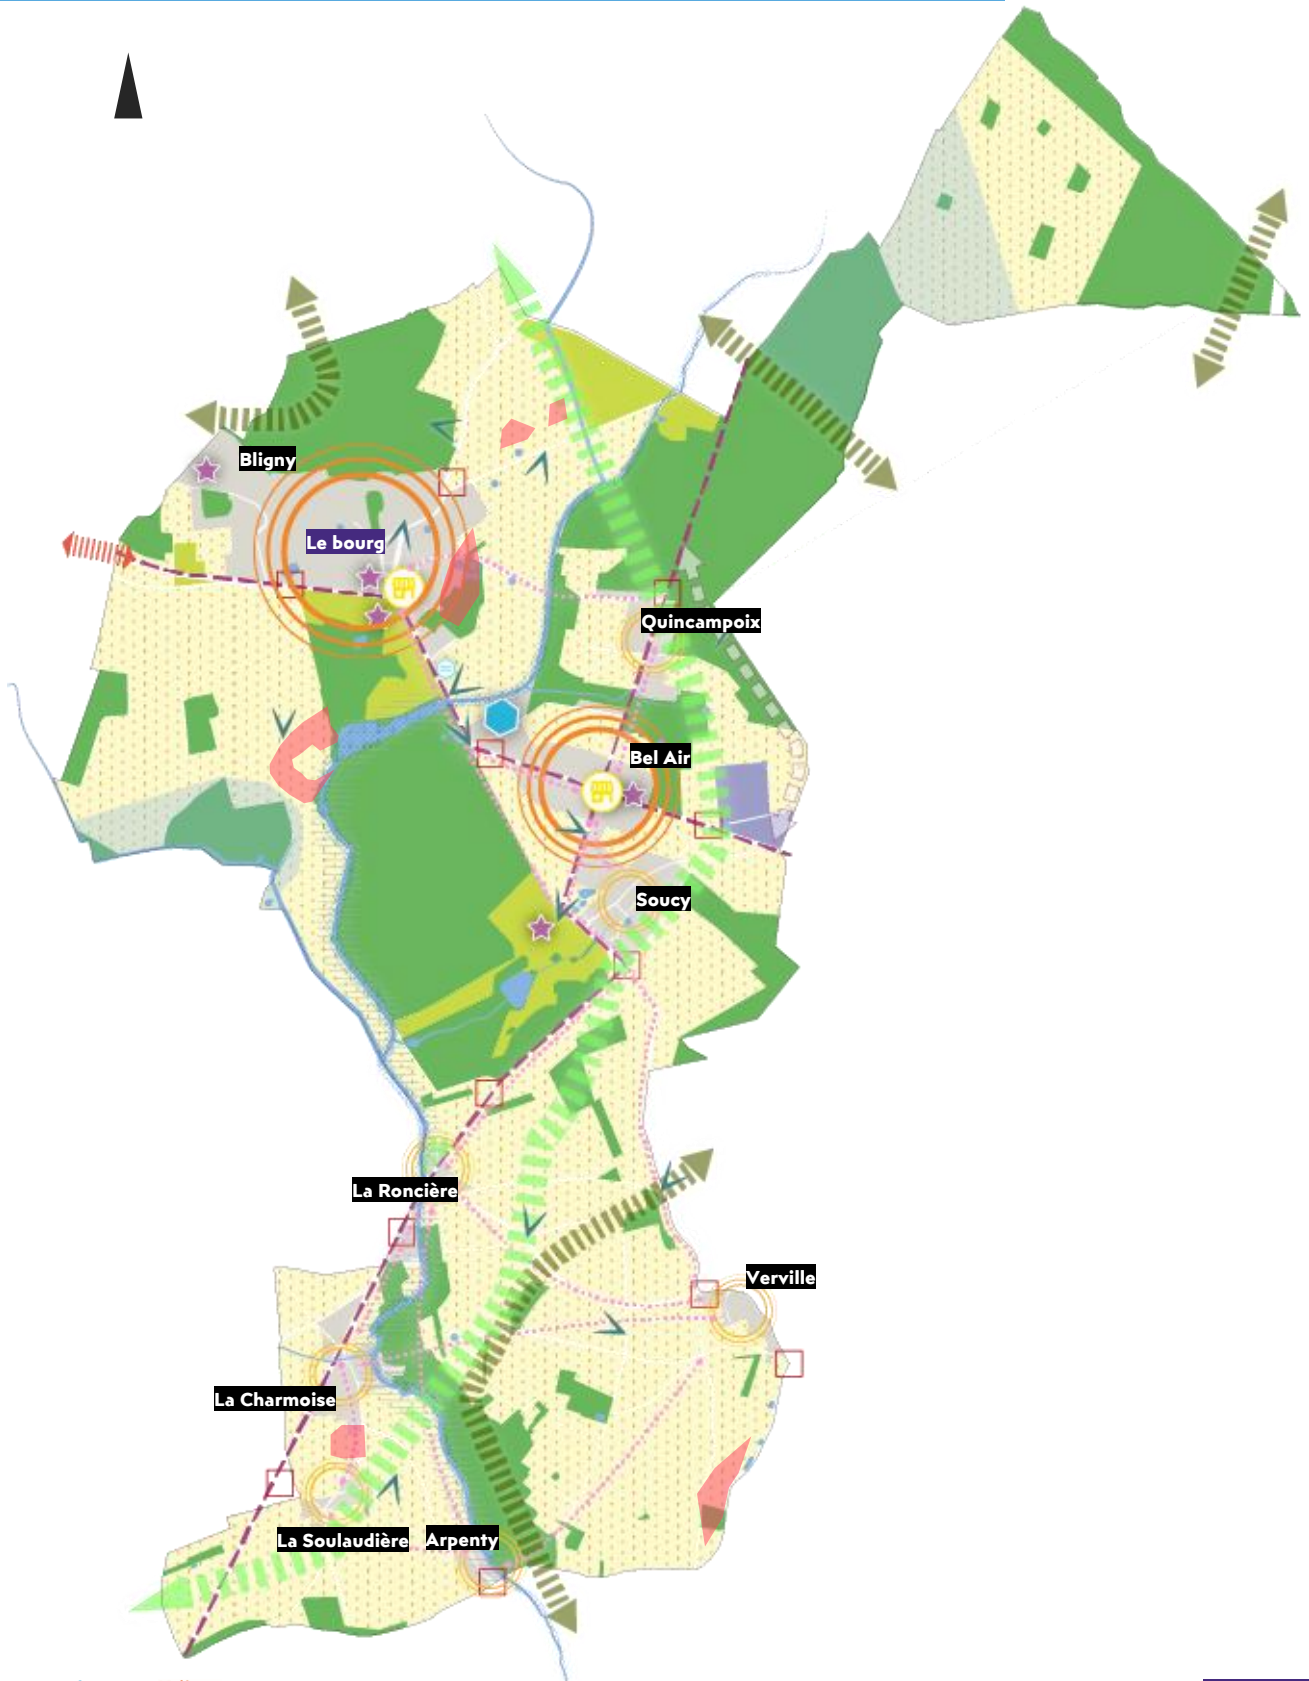 Bligny
Le bourg
Quincampoix
Bel Air
Soucy
La Roncière
Verville
La Charmoise
La Soulaudière
Arpenty